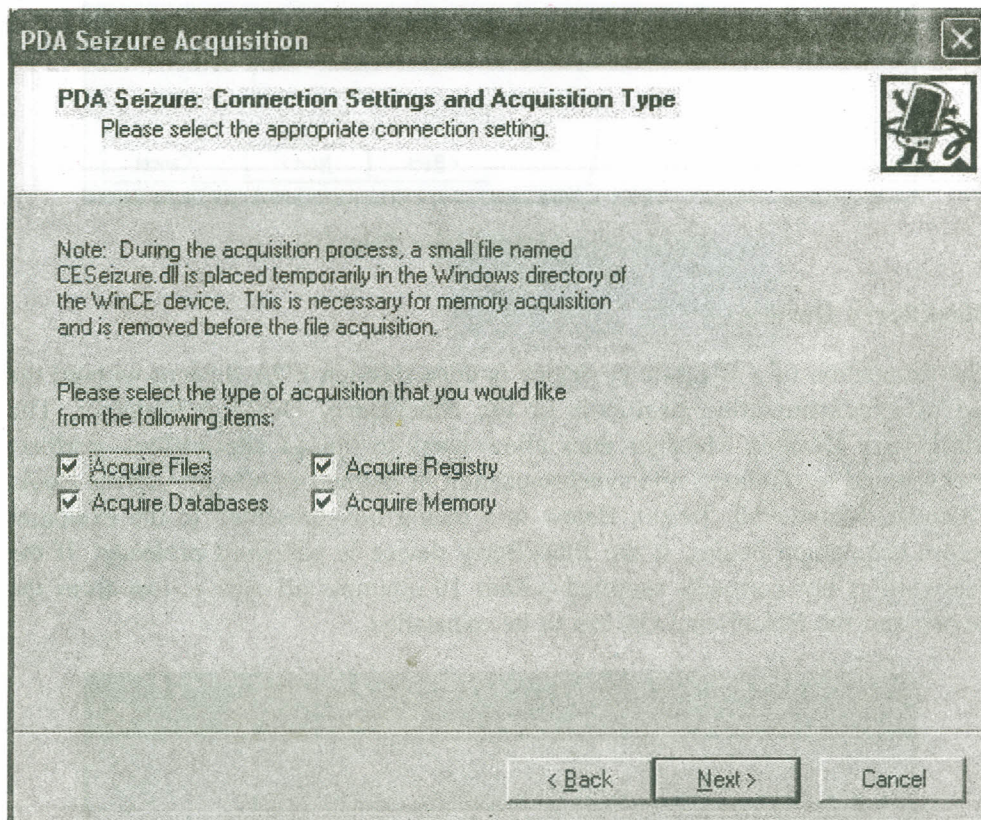 PDA Seizure Acquisition
PDA Seizure: Connection Settings and Acquisition Type
Please select the appropriate connection setting.
Note: During the acquisition process, a small file named
CESeizure.dll is placed temporarily in the Windows directory of
the WinCE device. This is necessary for memory acquisition
and is removed before the file acquisition.
Please select the type of acquisition that you would like
from the following items:
Acquire Files Acquire Registry
Acquire Databases Acquire Memory
< Back Next > Cancel